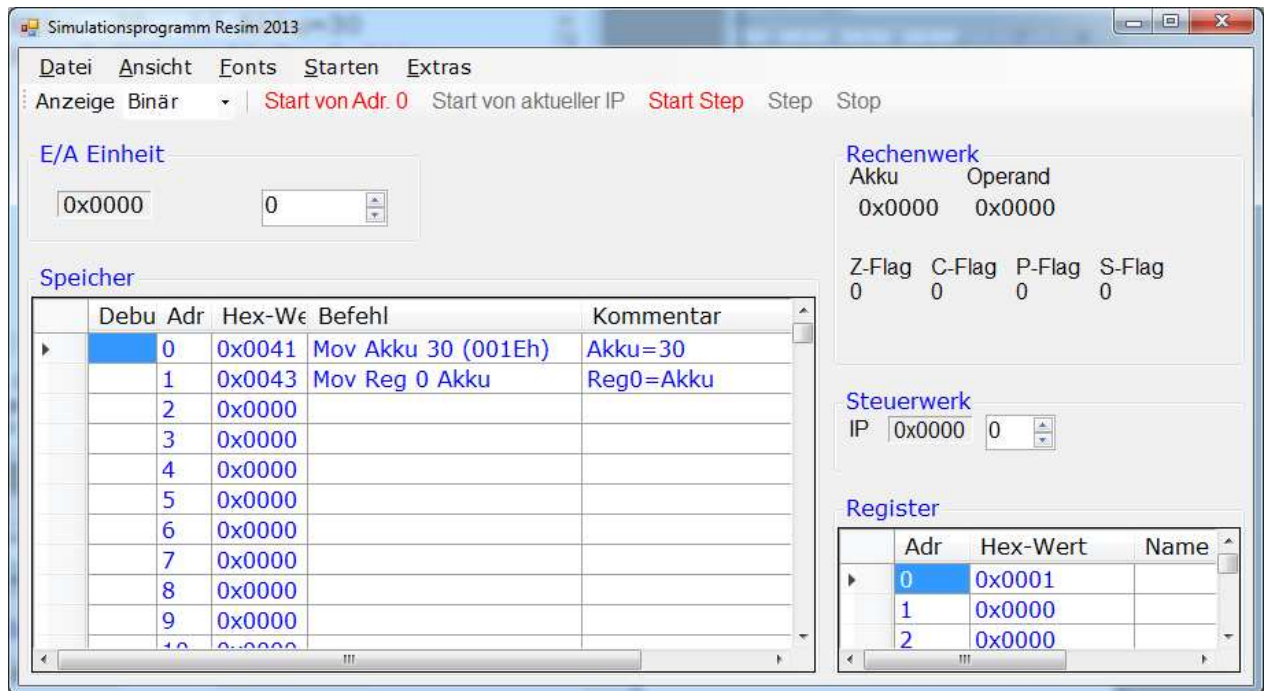 Simulationsprogramm Resim 2013
Datei Ansicht Fonts Starten Extras
Anzeige Binär Start von Adr. 0 Start von aktueller IP Start Step Step Stop
E/A Einheit
0x0000 0
Speicher
Debu Adr Hex-We Befehl Kommentar
0 0x0041 Mov Akku 30 (001Eh) Akku=30
1 0x0043 Mov Reg 0 Akku Reg0=Akku
2 0x0000
3 0x0000
4 0x0000
5 0x0000
6 0x0000
7 0x0000
8 0x0000
9 0x0000
10 0x0000
Rechenwerk
Akku Operand
0x0000 0x0000
Z-Flag C-Flag P-Flag S-Flag
0 0 0 0
Steuerwerk
IP 0x0000 0
Register
Adr Hex-Wert Name
0 0x0001
1 0x0000
2 0x0000